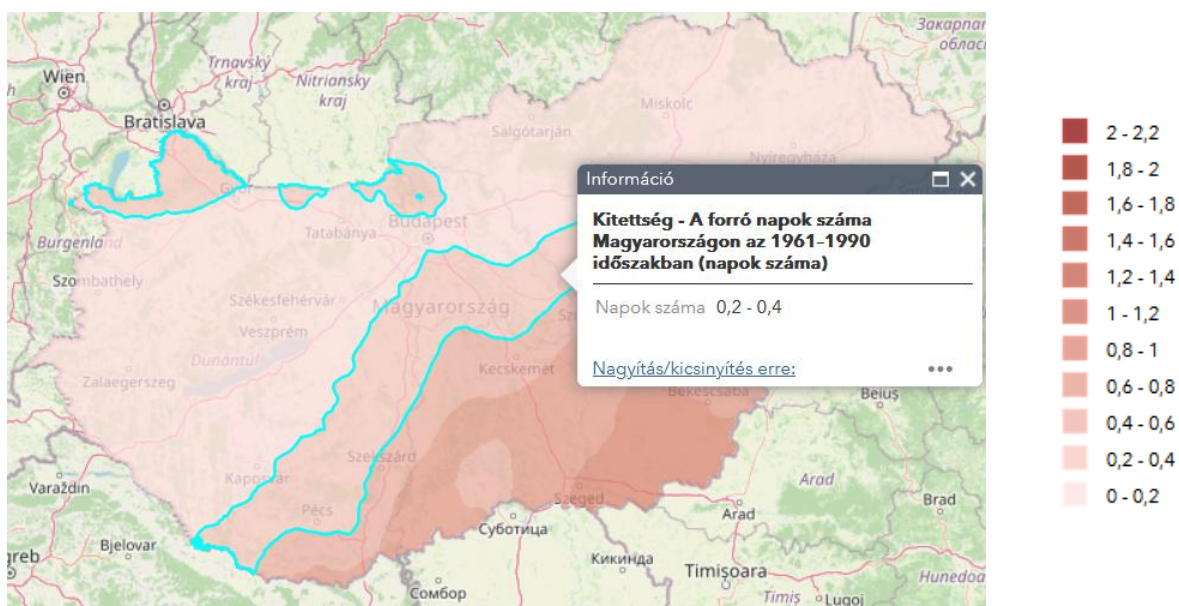 Закарпат
област
Trnavský
kraj
Nitriansky
kraj
Wien
Bratislava
Miskolc
Salgótarján
Nyíregyháza
Győr
Budapest
Tatabánya
Burgenland
Szombathely
Székesfehérvár
Magyarország
Veszprém
Dunántúl
Zalaegerszeg
Kecskemét
Békéscsaba
Beiuș
Kaposvár
Szekszárd
Varaždin
Pécs
Szeged
Arad
Brad
Суботица
Arad
Bjelovar
greb
Кикинда
Timișoara
Hunedoa
Сомбор
Timiș
Lugoj
Információ
Kitettség - A forró napok száma
Magyarországon az 1961-1990
időszakban (napok száma)
Napok száma 0,2 - 0,4
Nagyítás/kicsinyítés erre:
2 - 2,2
1,8 - 2
1,6 - 1,8
1,4 - 1,6
1,2 - 1,4
1 - 1,2
0,8 - 1
0,6 - 0,8
0,4 - 0,6
0,2 - 0,4
0 - 0,2